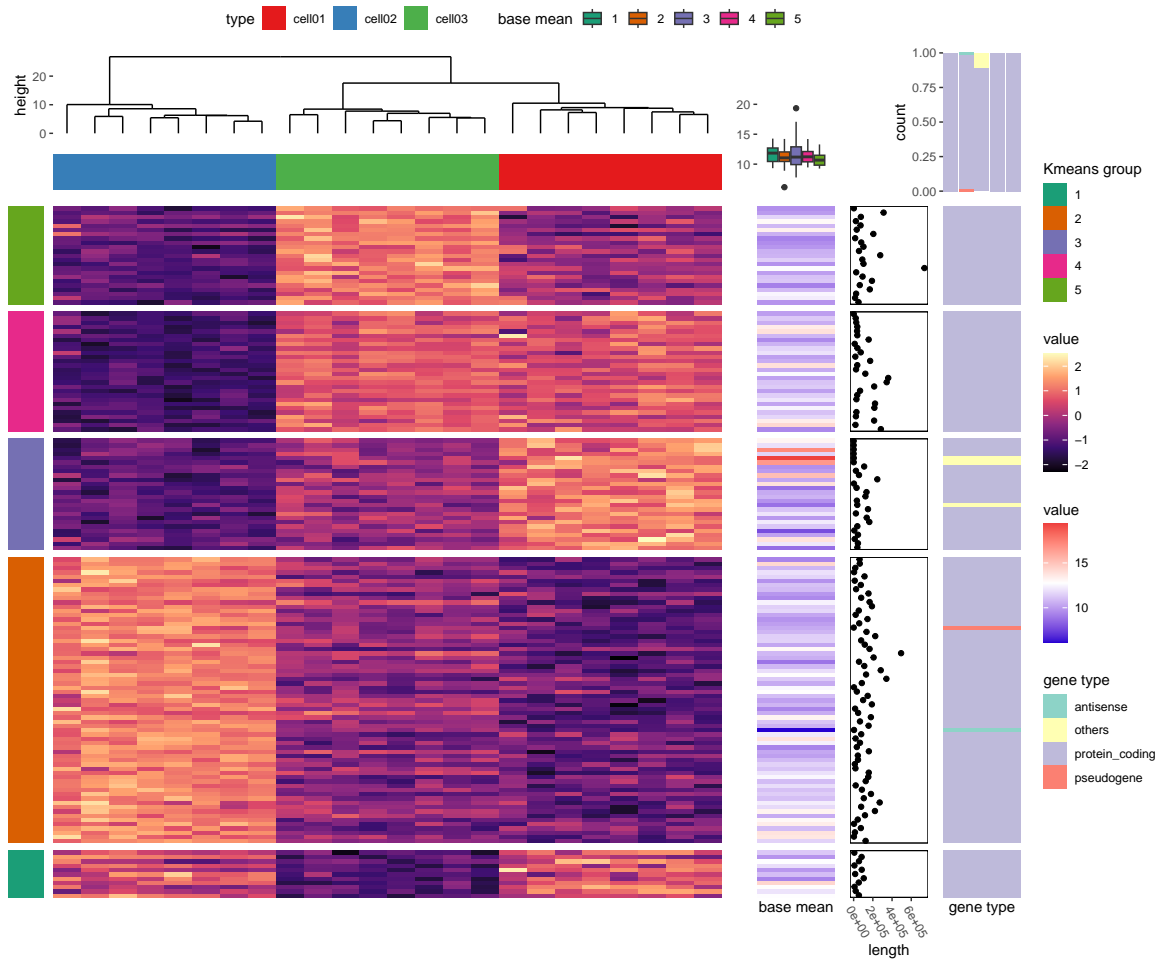 type cell01 cell02 cell03 base mean 1 2 3 4 5
height
20
10
0
20
15
10
count
1.00
0.75
0.50
0.25
0.00
Kmeans group
1
2
3
4
5
value
2
1
0
−1
−2
value
15
10
gene type
antisense
others
protein_coding
pseudogene
base mean
0e+00
2e+05
4e+05
6e+05
length
gene type